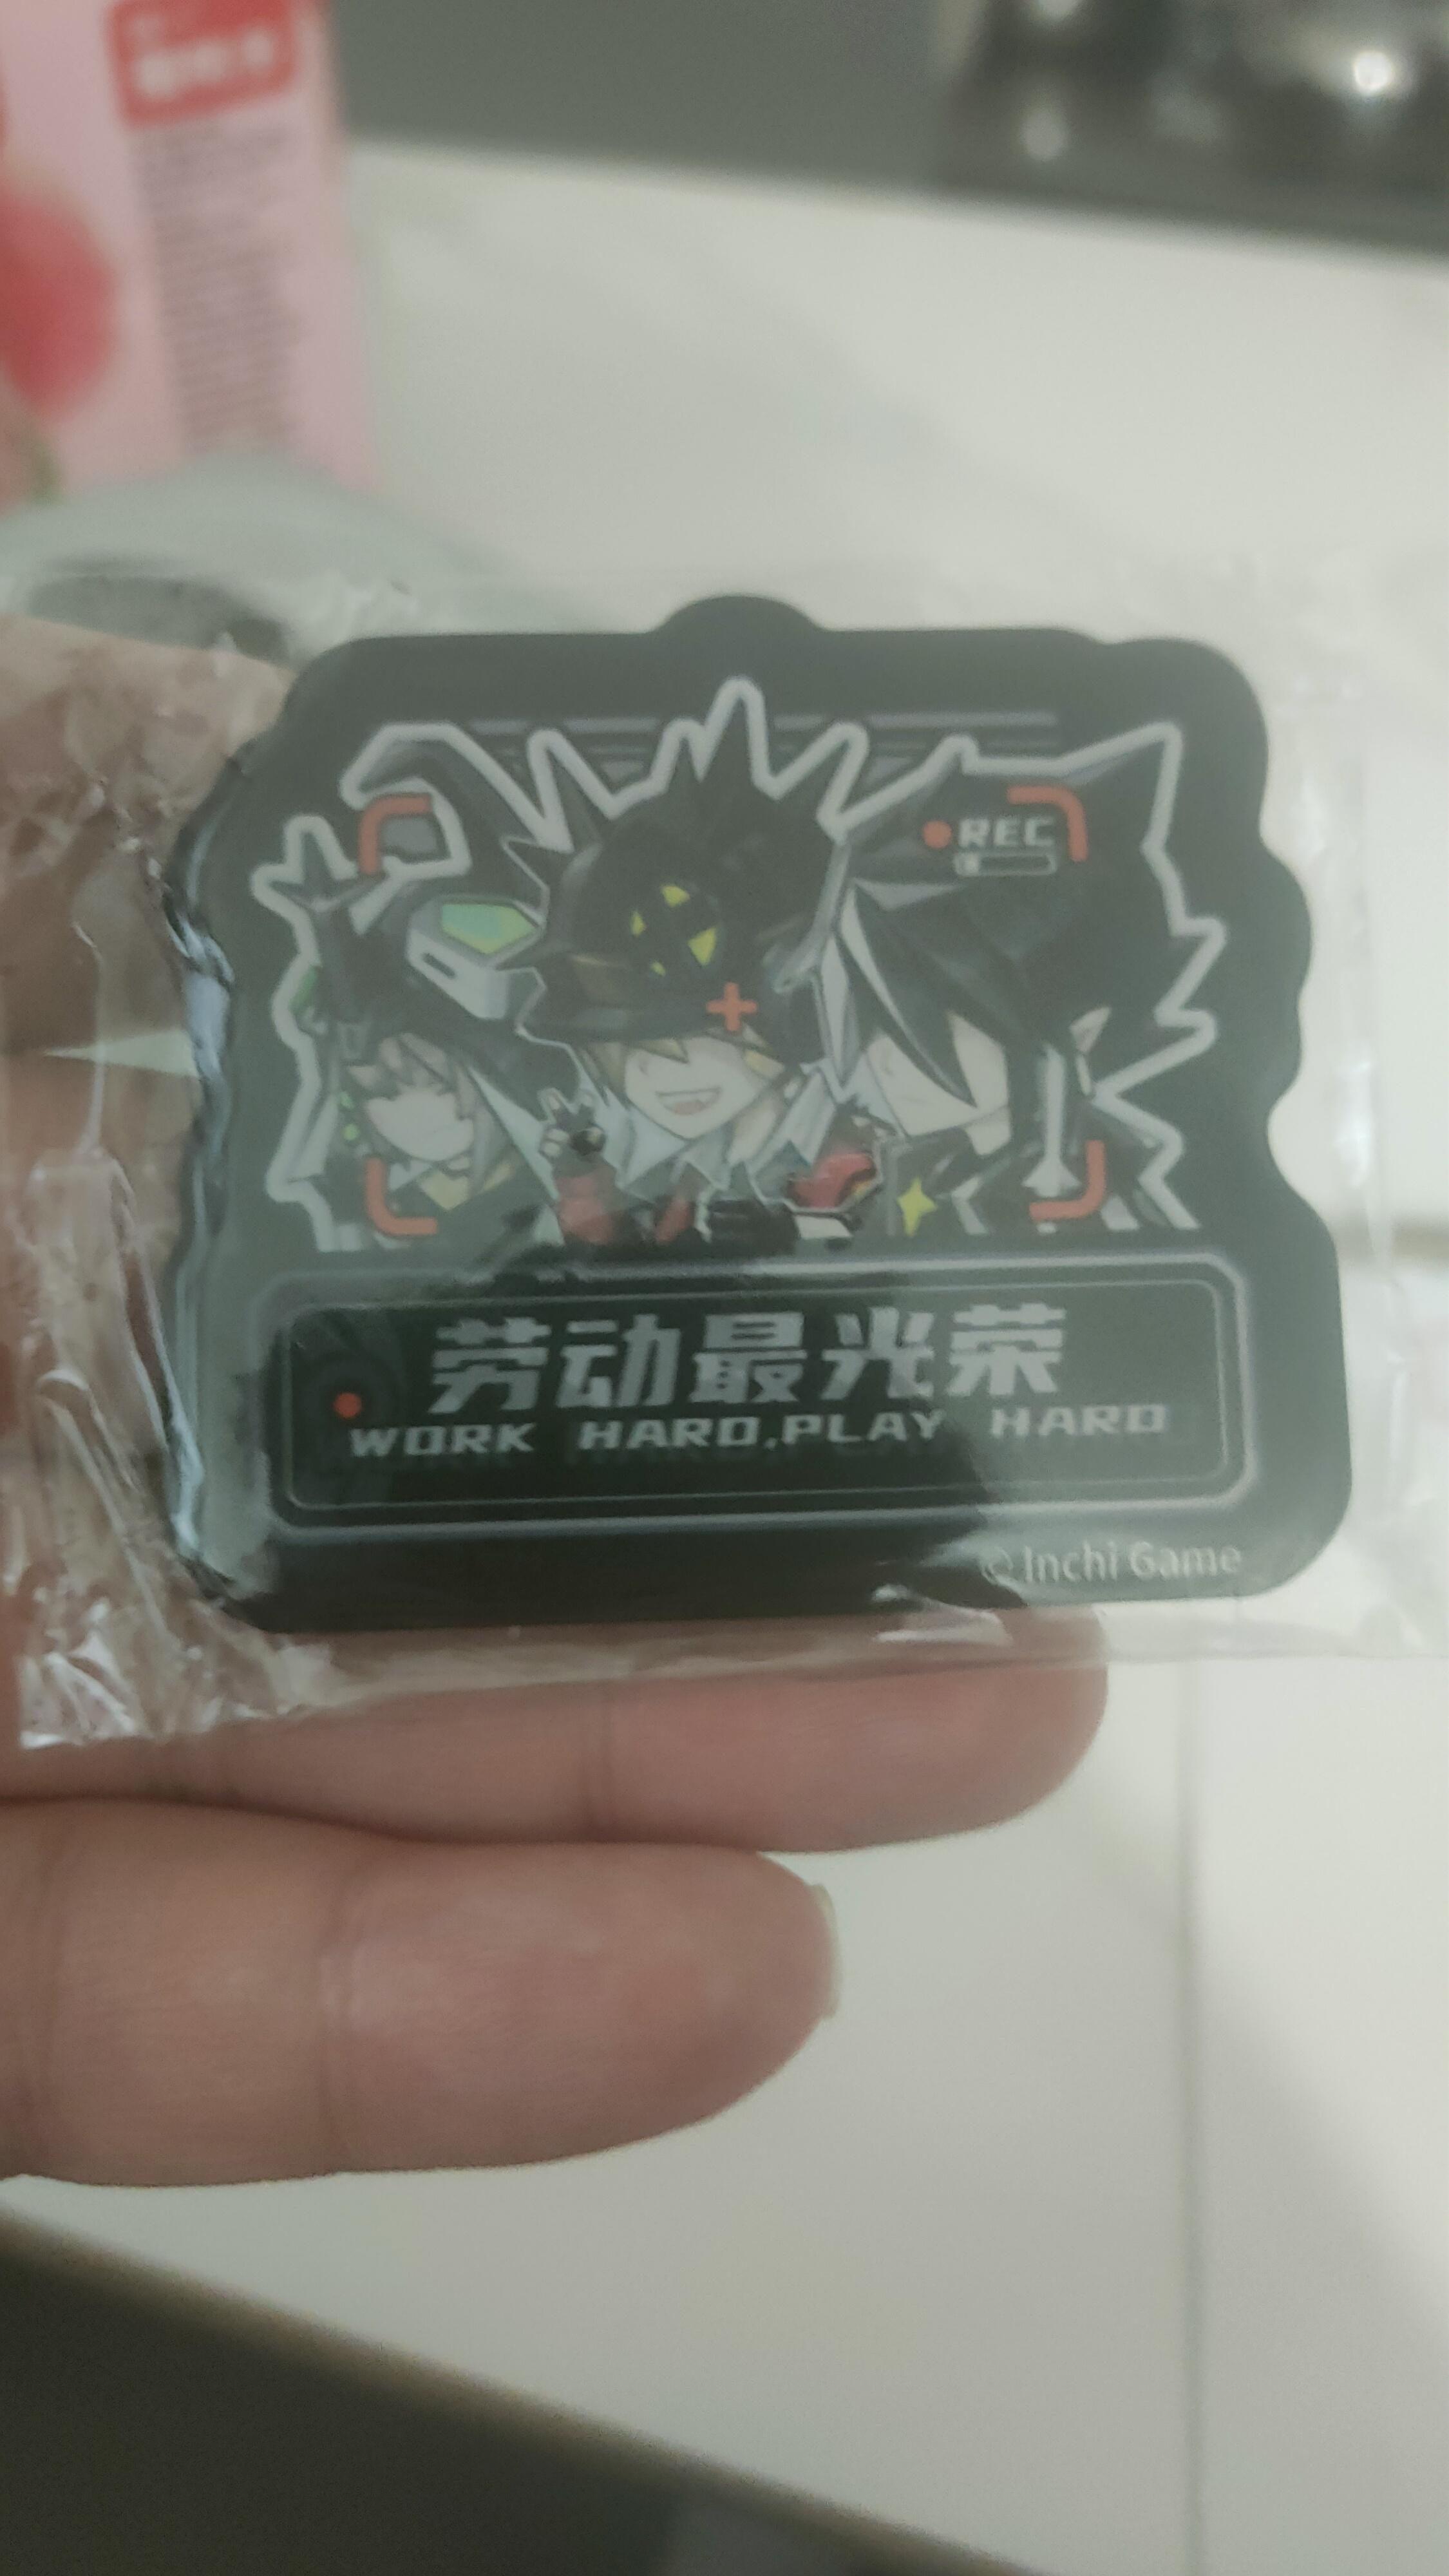 REC
劳动最光荣
WORK HARD,PLAY HARD
© Inchi Game